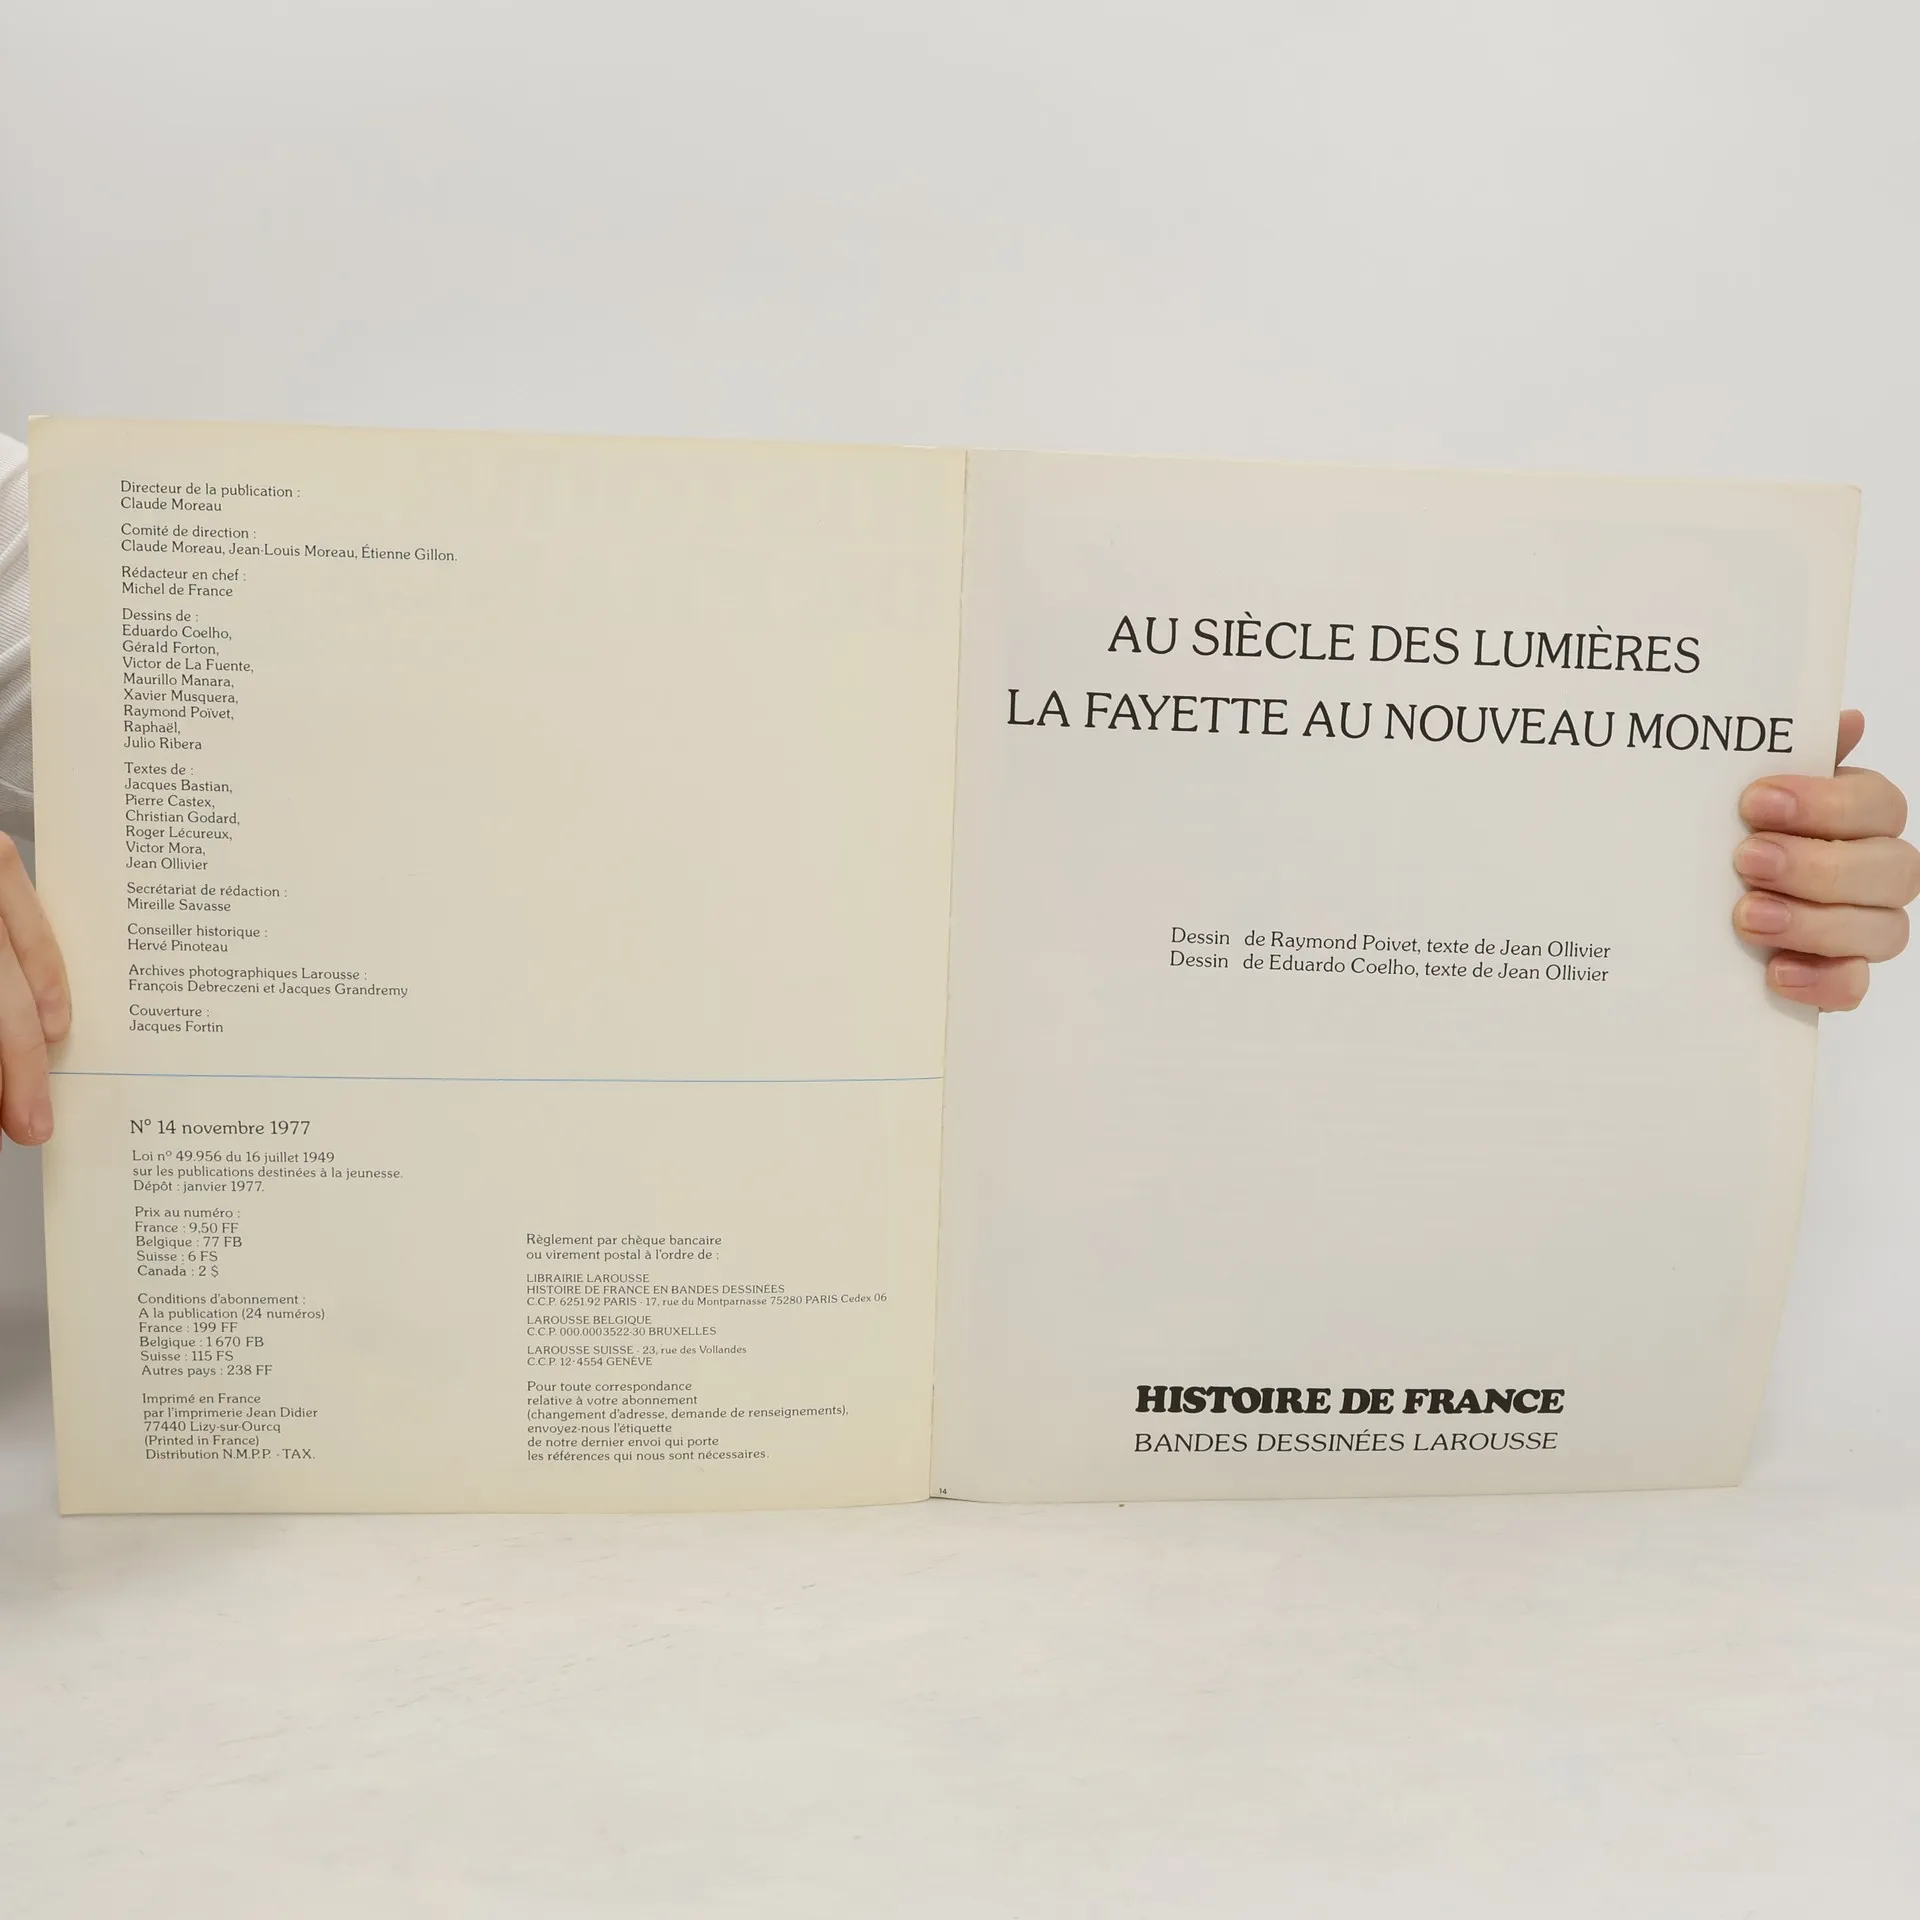 Directeur de la publication :
Claude Moreau
Comité de direction :
Claude Moreau, Jean-Louis Moreau, Étienne Gillon.
Rédacteur en chef :
Michel de France
Dessins de :
Eduardo Coelho,
Gérald Forton,
Victor de La Fuente,
Maurillo Manara,
Xavier Musquera,
Raymond Poïvet,
Raphaël,
Julio Ribera
Textes de :
Jacques Bastian,
Pierre Castex,
Christian Godard,
Roger Lécureux,
Victor Mora,
Jean Ollivier
Secrétariat de rédaction :
Mireille Savasse
Conseiller historique :
Hervé Pinoteau
Archives photographiques Larousse :
François Debreczeni et Jacques Grandremy
Couverture :
Jacques Fortin
N° 14 novembre 1977
Loi n° 49.956 du 16 juillet 1949
sur les publications destinées à la jeunesse.
Dépôt : janvier 1977.
Prix au numéro :
France : 9,50 FF
Belgique : 77 FB
Suisse : 6 FS
Canada : 2 $
Conditions d'abonnement :
A la publication (24 numéros)
France : 199 FF
Belgique : 1 670 FB
Suisse : 115 FS
Autres pays : 238 FF
Imprimé en France
par l'imprimerie Jean Didier
77440 Lizy-sur-Ourcq
(Printed in France)
Distribution N.M.P.P. - TAX.
Règlement par chèque bancaire
ou virement postal à l'ordre de :
LIBRAIRIE LAROUSSE
HISTOIRE DE FRANCE EN BANDES DESSINÉES
C.C.P. 6251.92 PARIS - 17, rue du Montparnasse 75280 PARIS Cedex 06
LAROUSSE BELGIQUE
C.C.P. 000.0003522-30 BRUXELLES
LAROUSSE SUISSE - 23, rue des Vollandes
C.C.P. 12-4554 GENÈVE
Pour toute correspondance
relative à votre abonnement
(changement d'adresse, demande de renseignements),
envoyez-nous l'étiquette
de notre dernier envoi qui porte
les références qui nous sont nécessaires.
AU SIÈCLE DES LUMIÈRES
LA FAYETTE AU NOUVEAU MONDE
Dessin de Raymond Poivet, texte de Jean Ollivier
Dessin de Eduardo Coelho, texte de Jean Ollivier
HISTOIRE DE FRANCE
BANDES DESSINÉES LAROUSSE
14